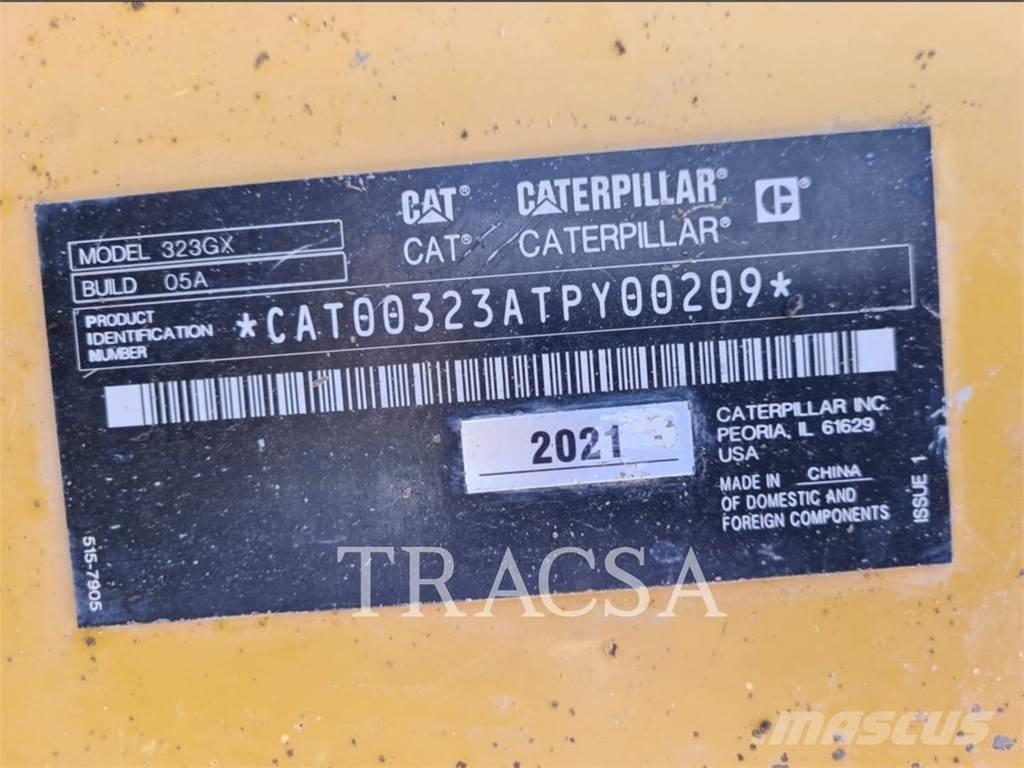 CAT® CATERPILLAR®
CAT® CATERPILLAR®
MODEL 323GX
BUILD 05A
PRODUCT
IDENTIFICATION
NUMBER
*CAT00323ATPY00209*
2021
CATERPILLAR INC.
PEORIA, IL 61629
USA
MADE IN CHINA
OF DOMESTIC AND
FOREIGN COMPONENTS
ISSUE 1
515-7905
TRACSA
MASCUS